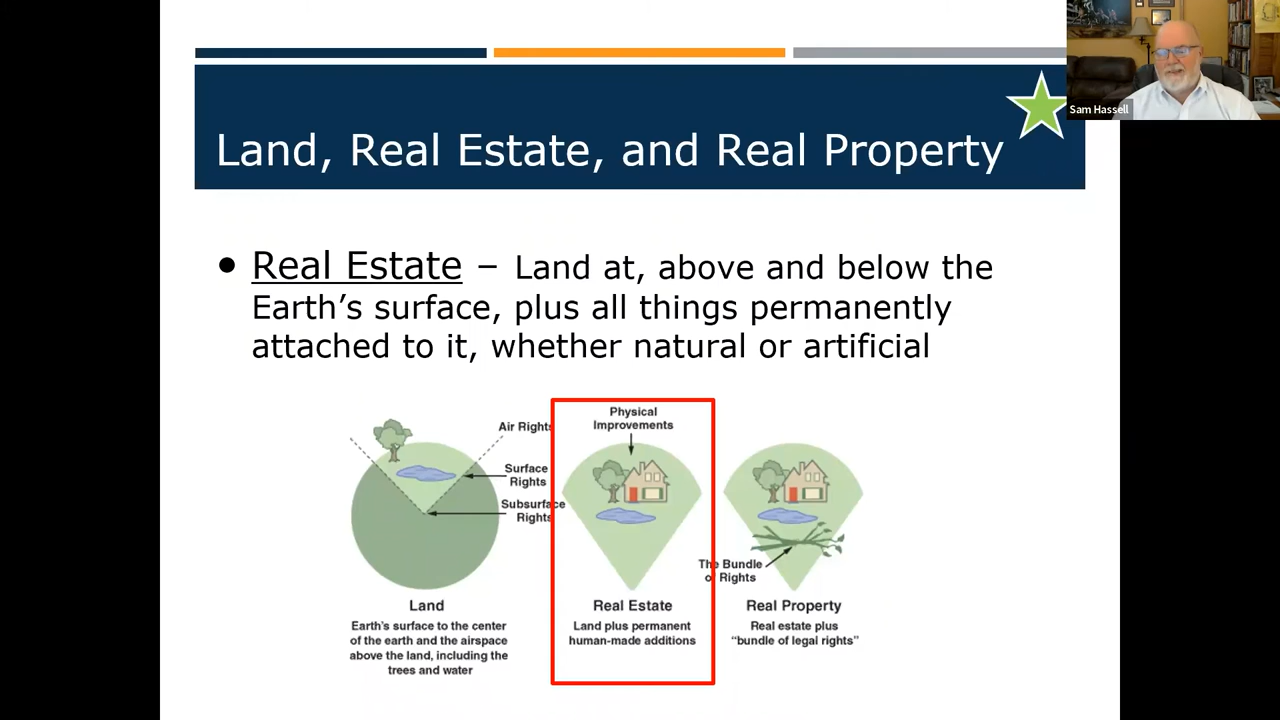 Sam Hassell
Land, Real Estate, and Real Property
• Real Estate – Land at, above and below the
Earth’s surface, plus all things permanently
attached to it, whether natural or artificial
Air Rights
Surface
Rights
Subsurface
Rights
Land
Earth’s surface to the center
of the earth and the airspace
above the land, including the
trees and water
Physical
Improvements
Real Estate
Land plus permanent
human-made additions
The Bundle
of Rights
Real Property
Real estate plus
“bundle of legal rights”